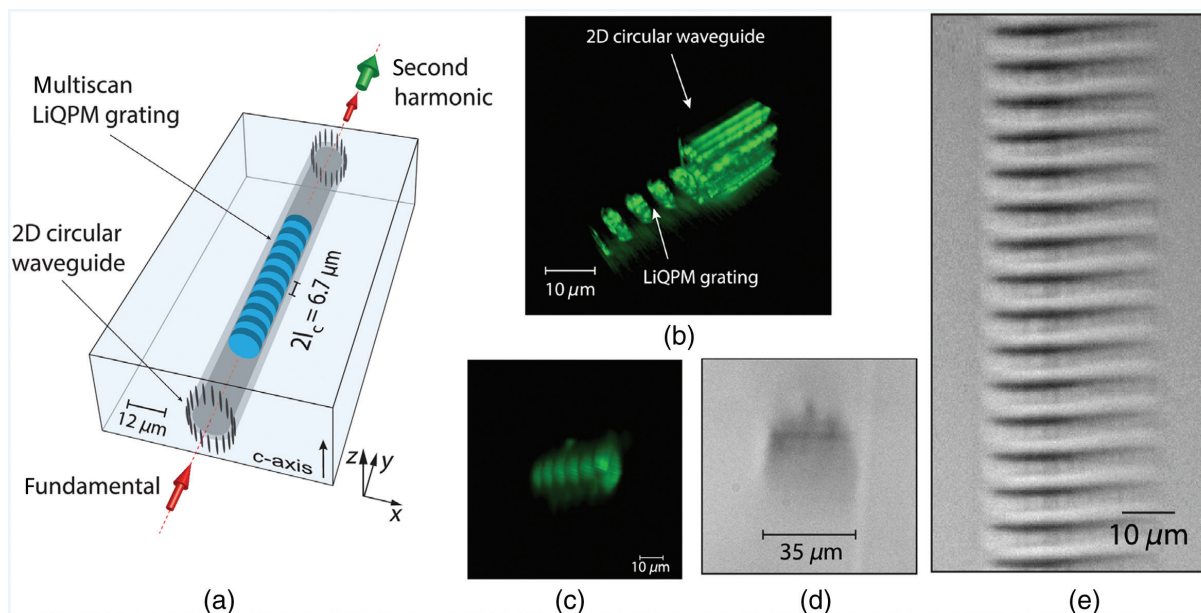 Multiscan
LiQPM grating
Second
harmonic
2D circular
waveguide
2l_c = 6.7 μm
12 μm
c-axis
z
y
x
Fundamental
(a)
2D circular waveguide
10 μm
LiQPM grating
(b)
10 μm
(c)
35 μm
(d)
10 μm
(e)